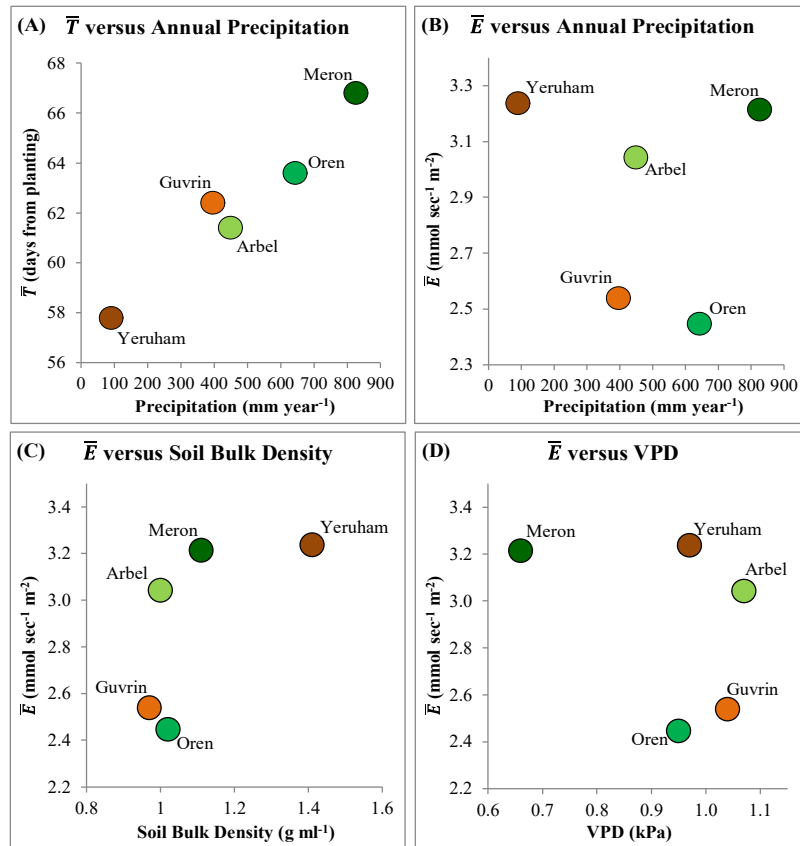 (A) T̅ versus Annual Precipitation
T̅ (days from planting)
68
66
64
62
60
58
56
Meron
Oren
Guvrin
Arbel
Yeruham
0 100 200 300 400 500 600 700 800 900
Precipitation (mm year⁻¹)
(B) E̅ versus Annual Precipitation
E̅ (mmol sec⁻¹ m⁻²)
3.3
3.1
2.9
2.7
2.5
2.3
Yeruham
Meron
Arbel
Guvrin
Oren
0 100 200 300 400 500 600 700 800 900
Precipitation (mm year⁻¹)
(C) E̅ versus Soil Bulk Density
E̅ (mmol sec⁻¹ m⁻²)
3.4
3.2
3.0
2.8
2.6
2.4
2.2
Meron
Yeruham
Arbel
Guvrin
Oren
0.8 1 1.2 1.4 1.6
Soil Bulk Density (g ml⁻¹)
(D) E̅ versus VPD
E̅ (mmol sec⁻¹ m⁻²)
3.4
3.2
3.0
2.8
2.6
2.4
2.2
Meron
Yeruham
Arbel
Guvrin
Oren
0.6 0.7 0.8 0.9 1.0 1.1
VPD (kPa)